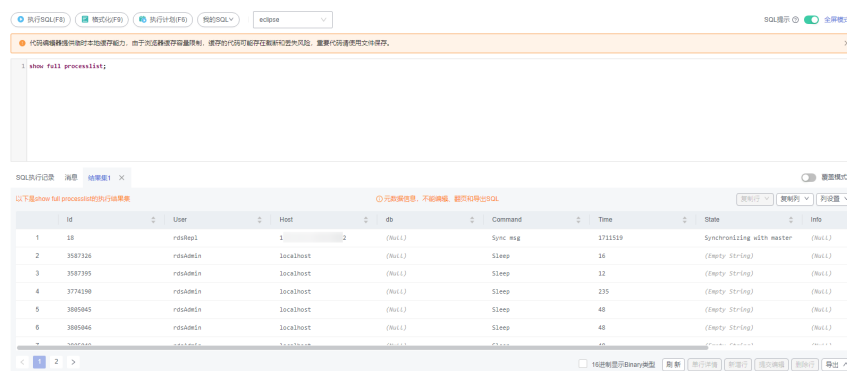 执行SQL(F8) 格式化(F9) 执行计划(F6) 我的SQL eclipse SQL提示 全屏模式
代码编辑器提供临时本地缓存能力，由于浏览器缓存容量限制，缓存的代码可能存在截断和丢失风险，重要代码请使用文件保存。
1 show full processlist;
SQL执行记录 消息 结果集1 × 覆盖模式
以下是show full processlist的执行结果集 元数据信息，不能编辑、翻页和导出SQL 复制行 复制列 列设置
Id User Host db Command Time State Info
1 18 rdsRepl 1 2 (Null) Sync msg 1711519 Synchronizing with master (Null)
2 3587326 rdsAdmin localhost (Null) Sleep 16 (Empty String) (Null)
3 3587395 rdsAdmin localhost (Null) Sleep 12 (Empty String) (Null)
4 3774190 rdsAdmin localhost (Null) Sleep 235 (Empty String) (Null)
5 3805045 rdsAdmin localhost (Null) Sleep 48 (Empty String) (Null)
6 3805046 rdsAdmin localhost (Null) Sleep 48 (Empty String) (Null)
< 1 2 > 16进制显示Binary类型 刷新 单行详情 新增行 提交编辑 删除行 导出